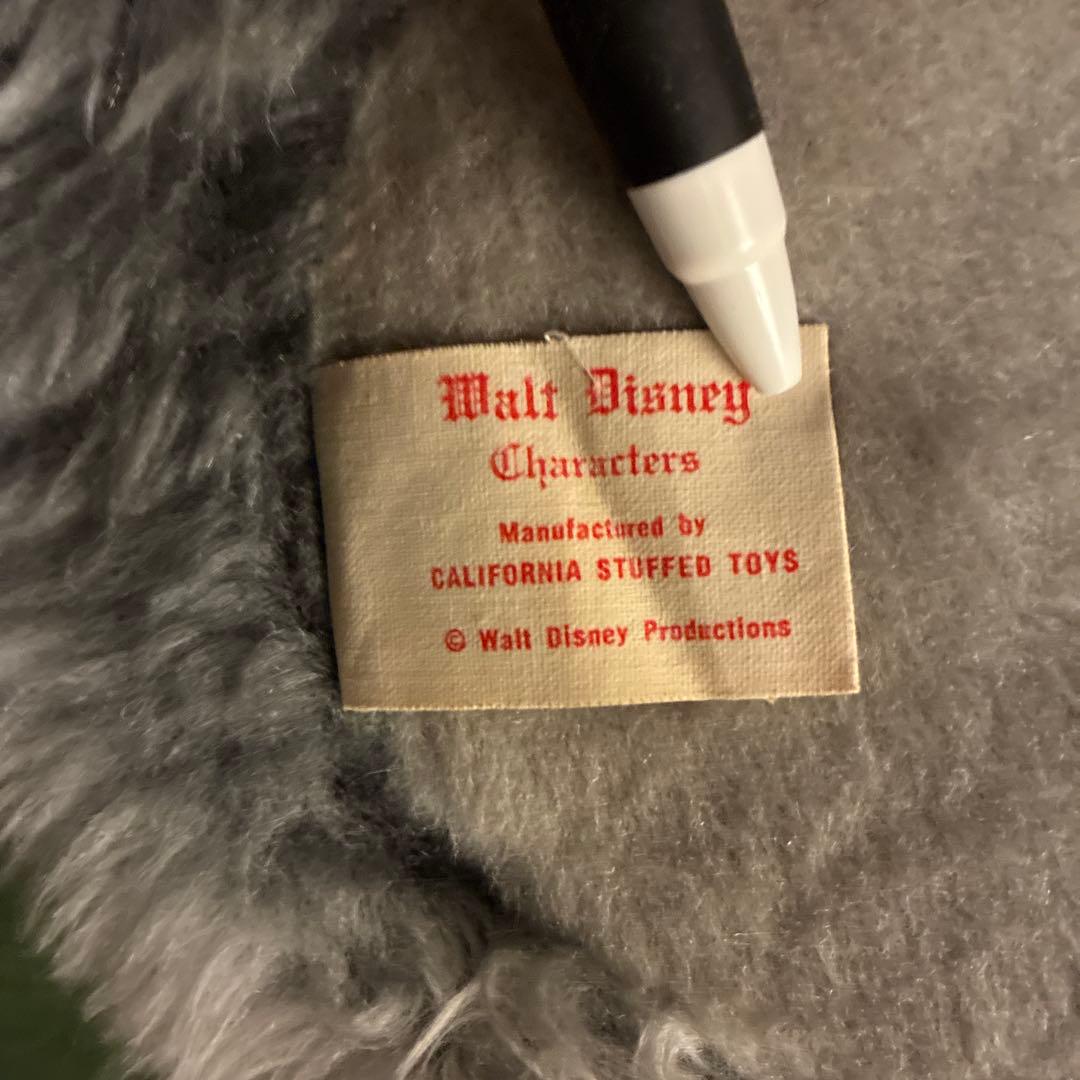 Walt Disney
Characters
Manufactured by
CALIFORNIA STUFFED TOYS
© Walt Disney Productions